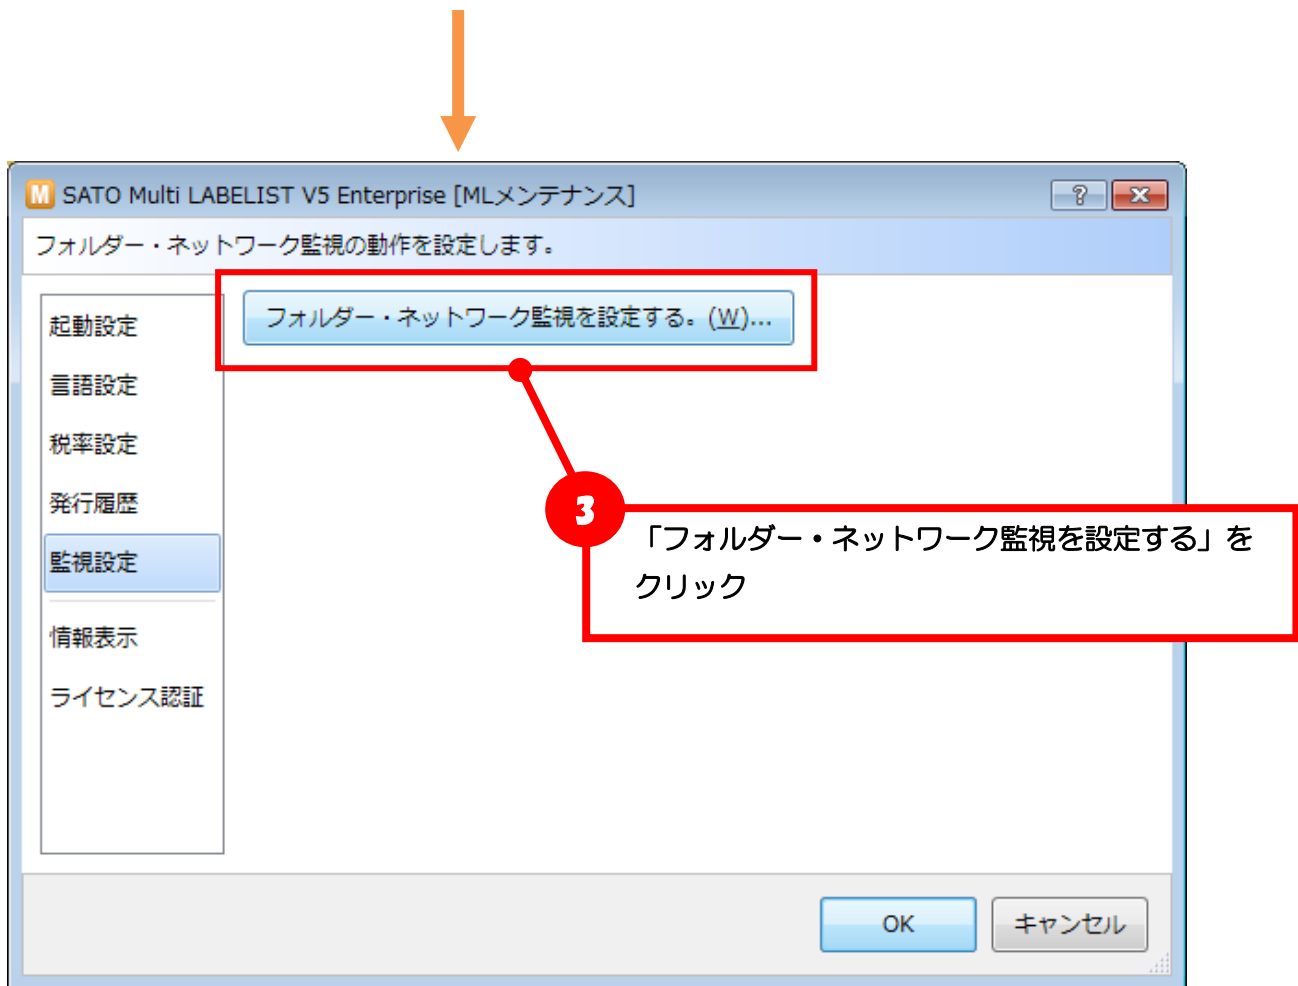 M SATO Multi LABELIST V5 Enterprise [MLメンテナンス]
フォルダー・ネットワーク監視の動作を設定します。
起動設定
言語設定
税率設定
発行履歴
監視設定
情報表示
ライセンス認証
フォルダー・ネットワーク監視を設定する。(W)...
3
「フォルダー・ネットワーク監視を設定する」を
クリック
OK
キャンセル